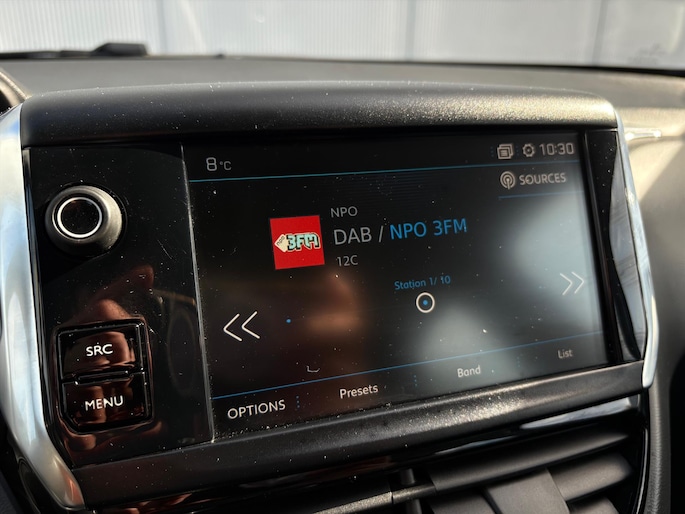 8°C
10:30
SOURCES
NPO
3FM
DAB / NPO 3FM
12C
Station 1/ 10
SRC
MENU
OPTIONS
Presets
Band
List